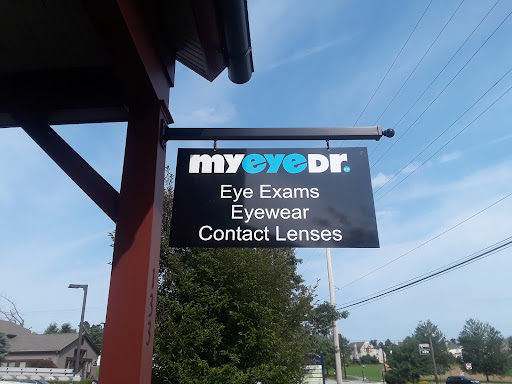 myeyeDr.
Eye Exams
Eyewear
Contact Lenses